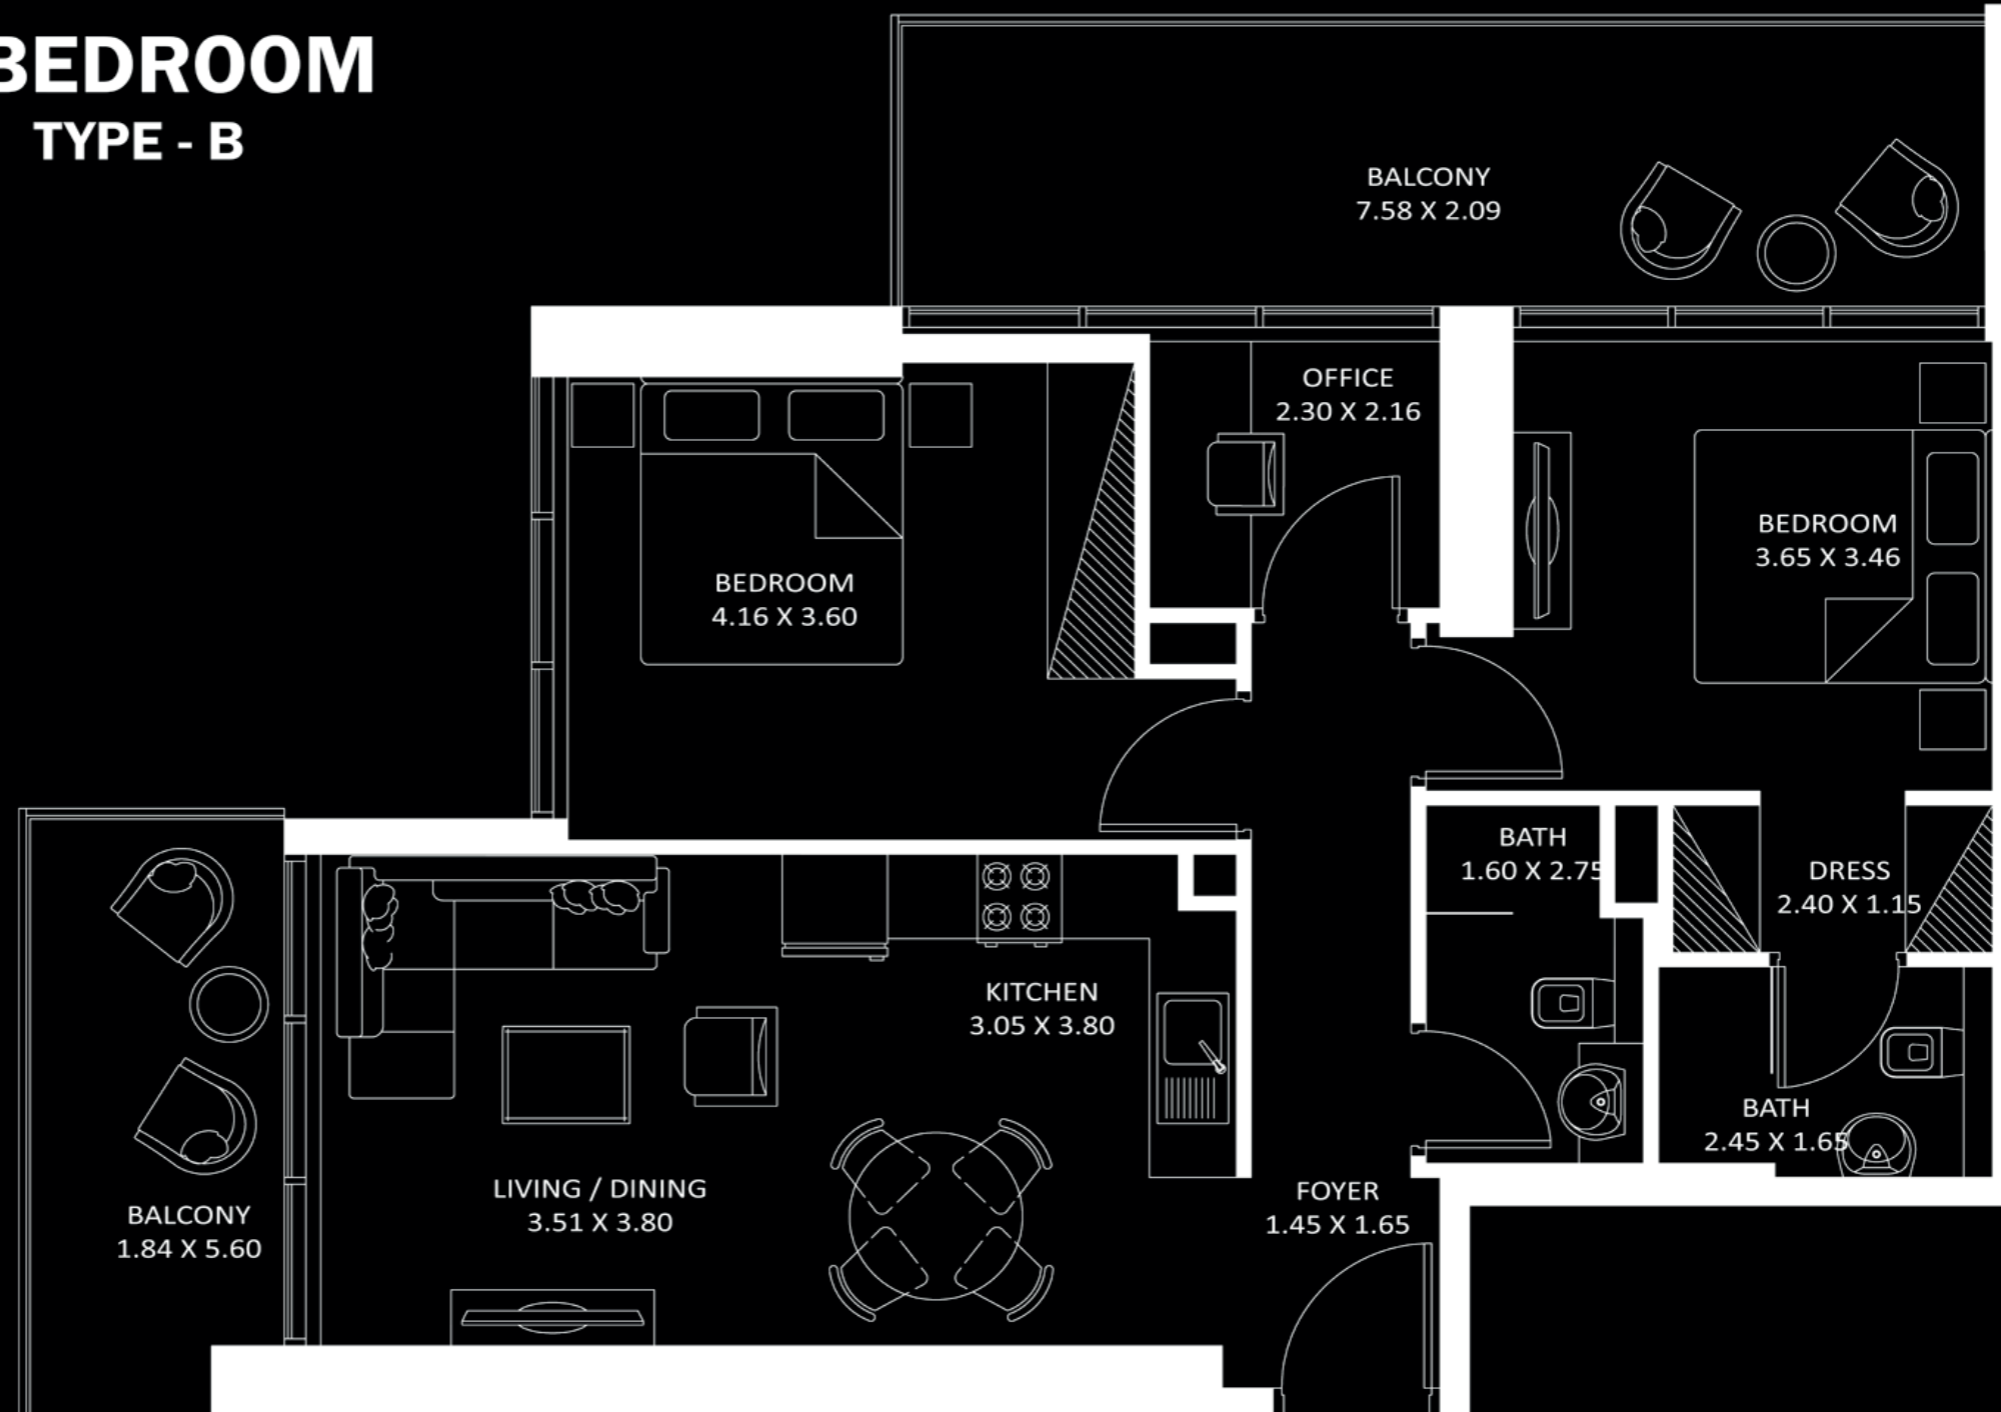 BEDROOM
TYPE - B
BALCONY
7.58 X 2.09
OFFICE
2.30 X 2.16
BEDROOM
3.65 X 3.46
BEDROOM
4.16 X 3.60
BATH
1.60 X 2.75
DRESS
2.40 X 1.15
KITCHEN
3.05 X 3.80
BATH
2.45 X 1.65
LIVING / DINING
3.51 X 3.80
FOYER
1.45 X 1.65
BALCONY
1.84 X 5.60